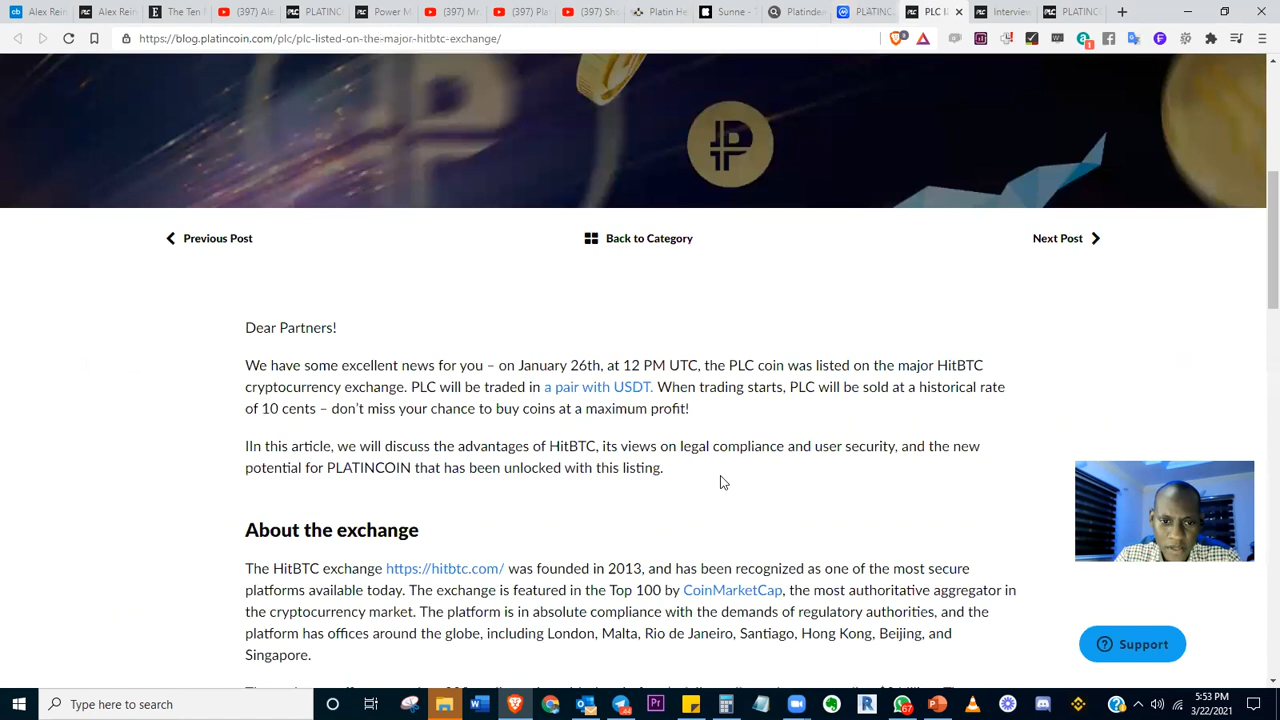 (397) Alex Rein
Alex Rein
The Ten
(397) Ale
PLATINC
Power M
(397) Mr
(397) Pla
(397) Sho
Platin He
Sunne - T
Platindea
PLATINC
PLC l
Interview
PLATINC
https://blog.platincoin.com/plc/plc-listed-on-the-major-hitbtc-exchange/
Previous Post
Back to Category
Next Post
Dear Partners!
We have some excellent news for you – on January 26th, at 12 PM UTC, the PLC coin was listed on the major HitBTC
cryptocurrency exchange. PLC will be traded in a pair with USDT. When trading starts, PLC will be sold at a historical rate
of 10 cents – don't miss your chance to buy coins at a maximum profit!
IIn this article, we will discuss the advantages of HitBTC, its views on legal compliance and user security, and the new
potential for PLATINCOIN that has been unlocked with this listing.
About the exchange
The HitBTC exchange https://hitbtc.com/ was founded in 2013, and has been recognized as one of the most secure
platforms available today. The exchange is featured in the Top 100 by CoinMarketCap, the most authoritative aggregator in
the cryptocurrency market. The platform is in absolute compliance with the demands of regulatory authorities, and the
platform has offices around the globe, including London, Malta, Rio de Janeiro, Santiago, Hong Kong, Beijing, and
Singapore.
Support
Type here to search
5:53 PM
3/22/2021